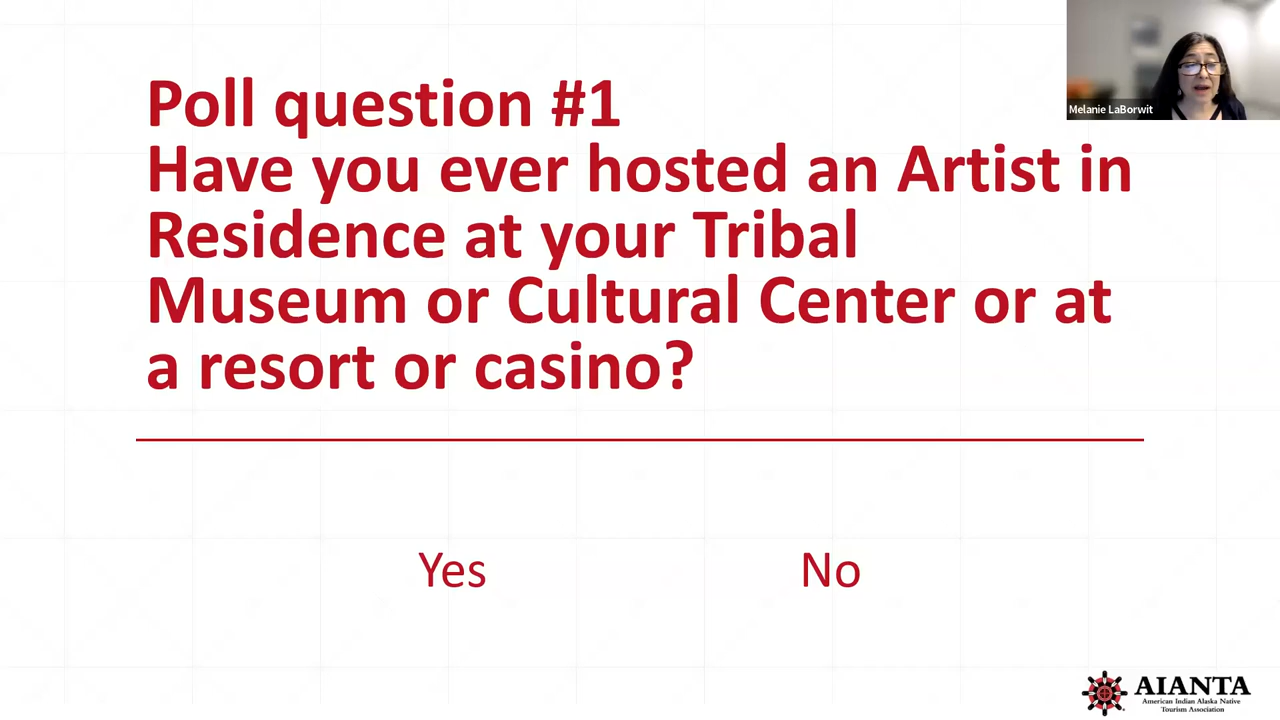 Poll question #1
Have you ever hosted an Artist in
Residence at your Tribal
Museum or Cultural Center or at
a resort or casino?
Yes
No
Melanie LaBorwit
AIANTA
American Indian Alaska Native
Tourism Association